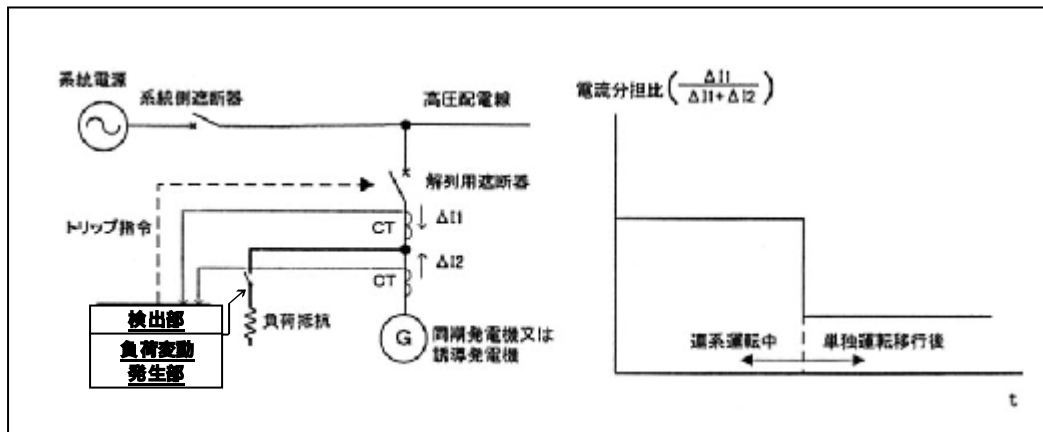 系統電源
系統側遮断器
高圧配電線
解列用遮断器
トリップ指令
CT
ΔI1
ΔI2
CT
検出部
負荷変動
発生部
負荷抵抗
G
同期発電機又は
誘導発電機
電流分担比(ΔI1/ΔI1+ΔI2)
連系運転中
単独運転移行後
t